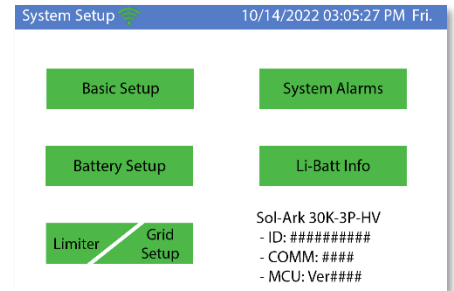 System Setup 10/14/2022 03:05:27 PM Fri.
Basic Setup
System Alarms
Battery Setup
Li-Batt Info
Limiter
Grid
Setup
Sol-Ark 30K-3P-HV
- ID: ##########
- COMM: ####
- MCU: Ver####